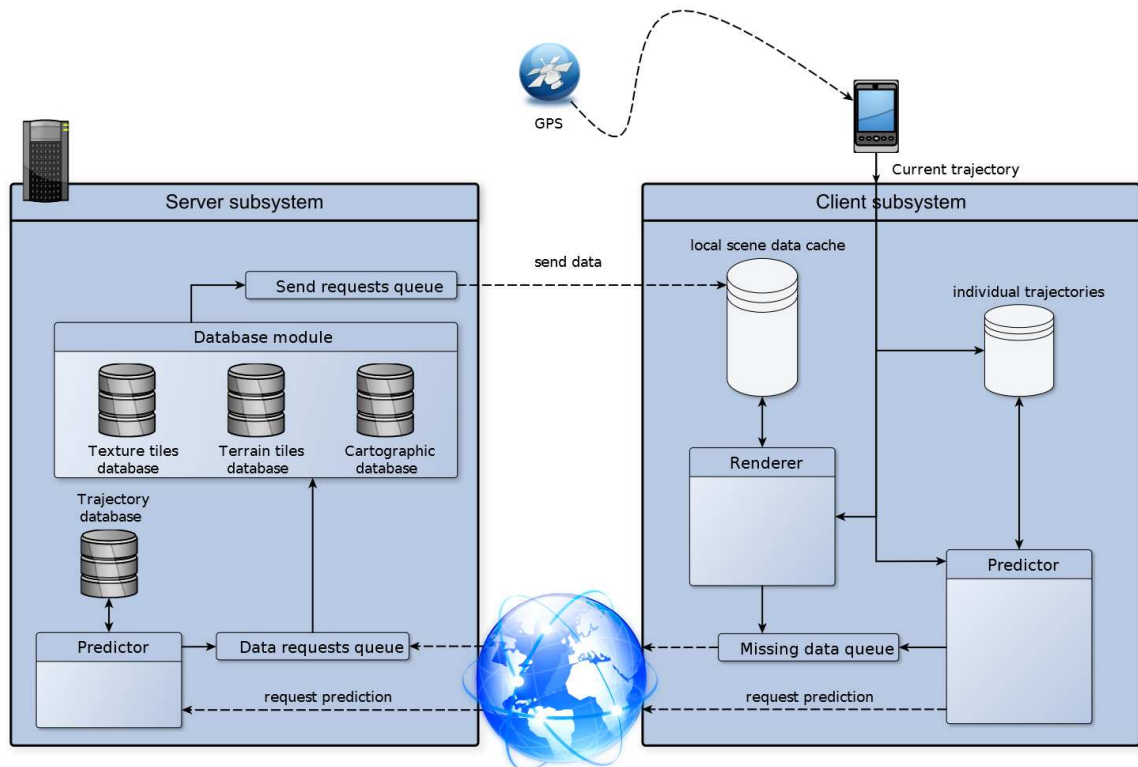 GPS
Current trajectory
Server subsystem
Client subsystem
local scene data cache
send data
Send requests queue
individual trajectories
Database module
Texture tiles
database
Terrain tiles
database
Cartographic
database
Renderer
Trajectory
database
Predictor
Predictor
Data requests queue
Missing data queue
request prediction
request prediction